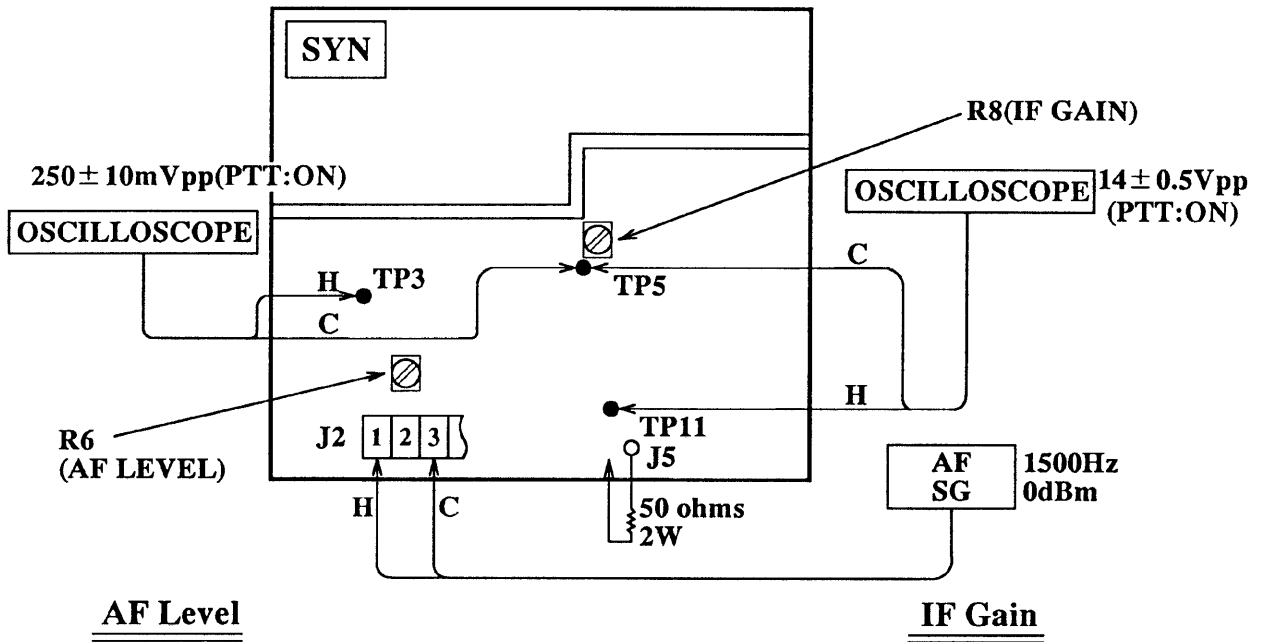 SYN
R8(IF GAIN)
250±10mVpp(PTT:ON)
OSCILLOSCOPE
OSCILLOSCOPE
14±0.5Vpp
(PTT:ON)
H
TP3
C
TP5
C
R6
(AF LEVEL)
J2
1 2 3
TP11
H
J5
AF
SG
1500Hz
0dBm
H
C
50 ohms
2W
AF Level
IF Gain